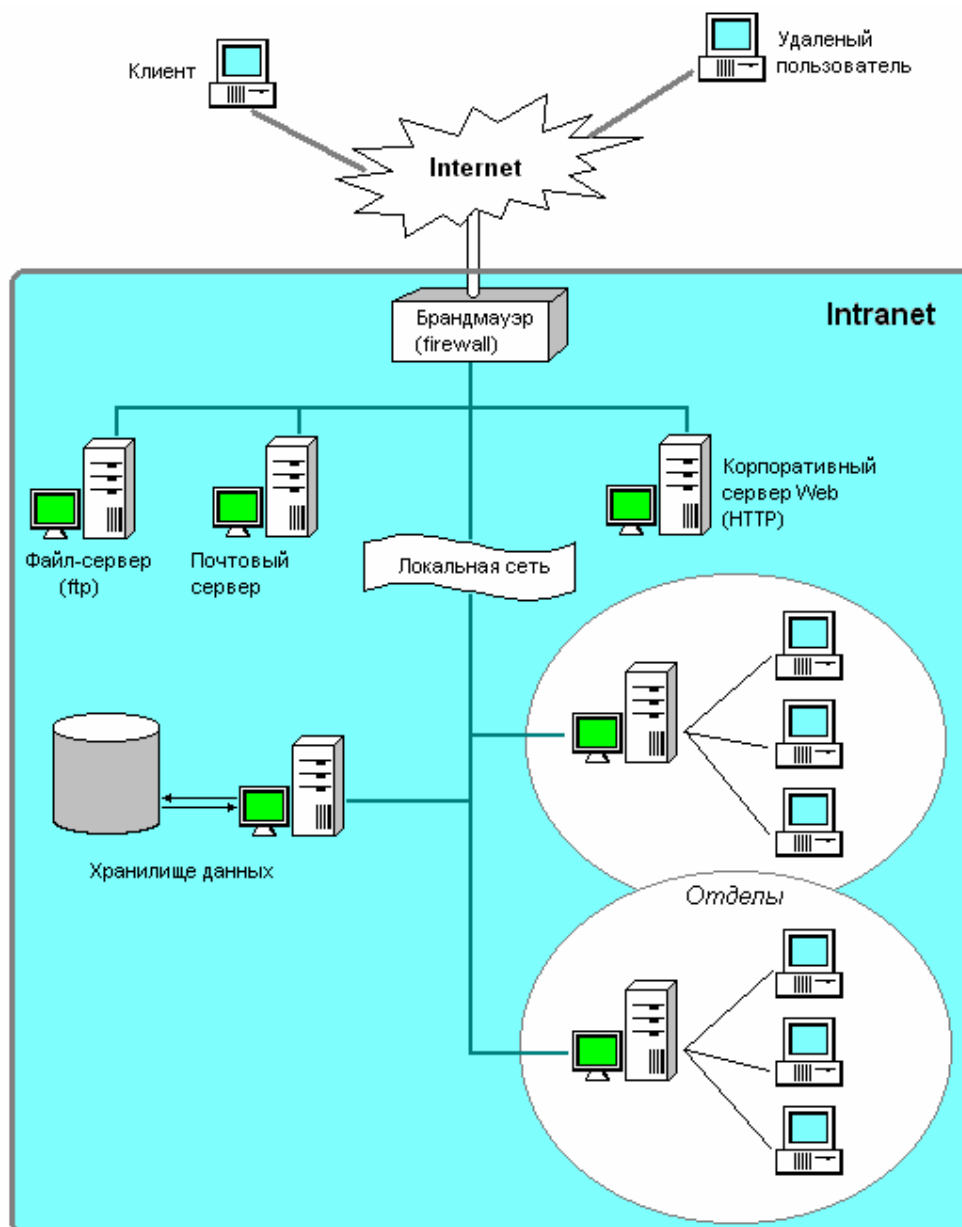 Клиент
Удаленый
пользователь
Internet
Intranet
Брандмауэр
(firewall)
Корпоративный
сервер Web
(HTTP)
Файл-сервер
(ftp)
Почтовый
сервер
Локальная сеть
Хранилище данных
Отделы